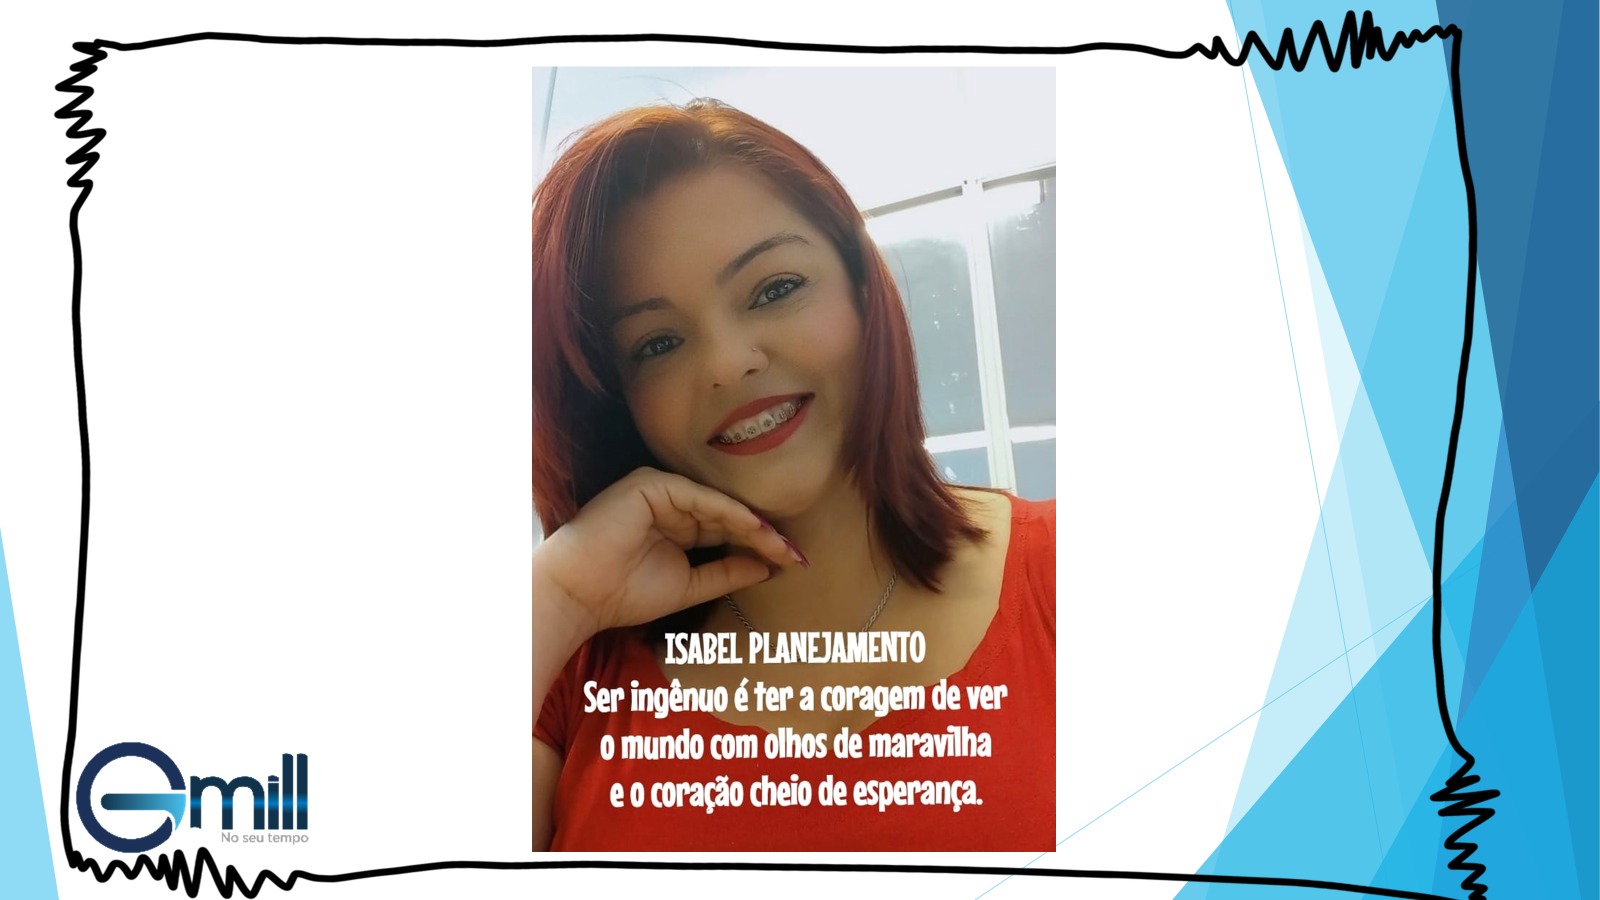 ISABEL PLANEJAMENTO
Ser ingênuo é ter a coragem de ver
o mundo com olhos de maravilha
e o coração cheio de esperança.
Gmill
No seu tempo